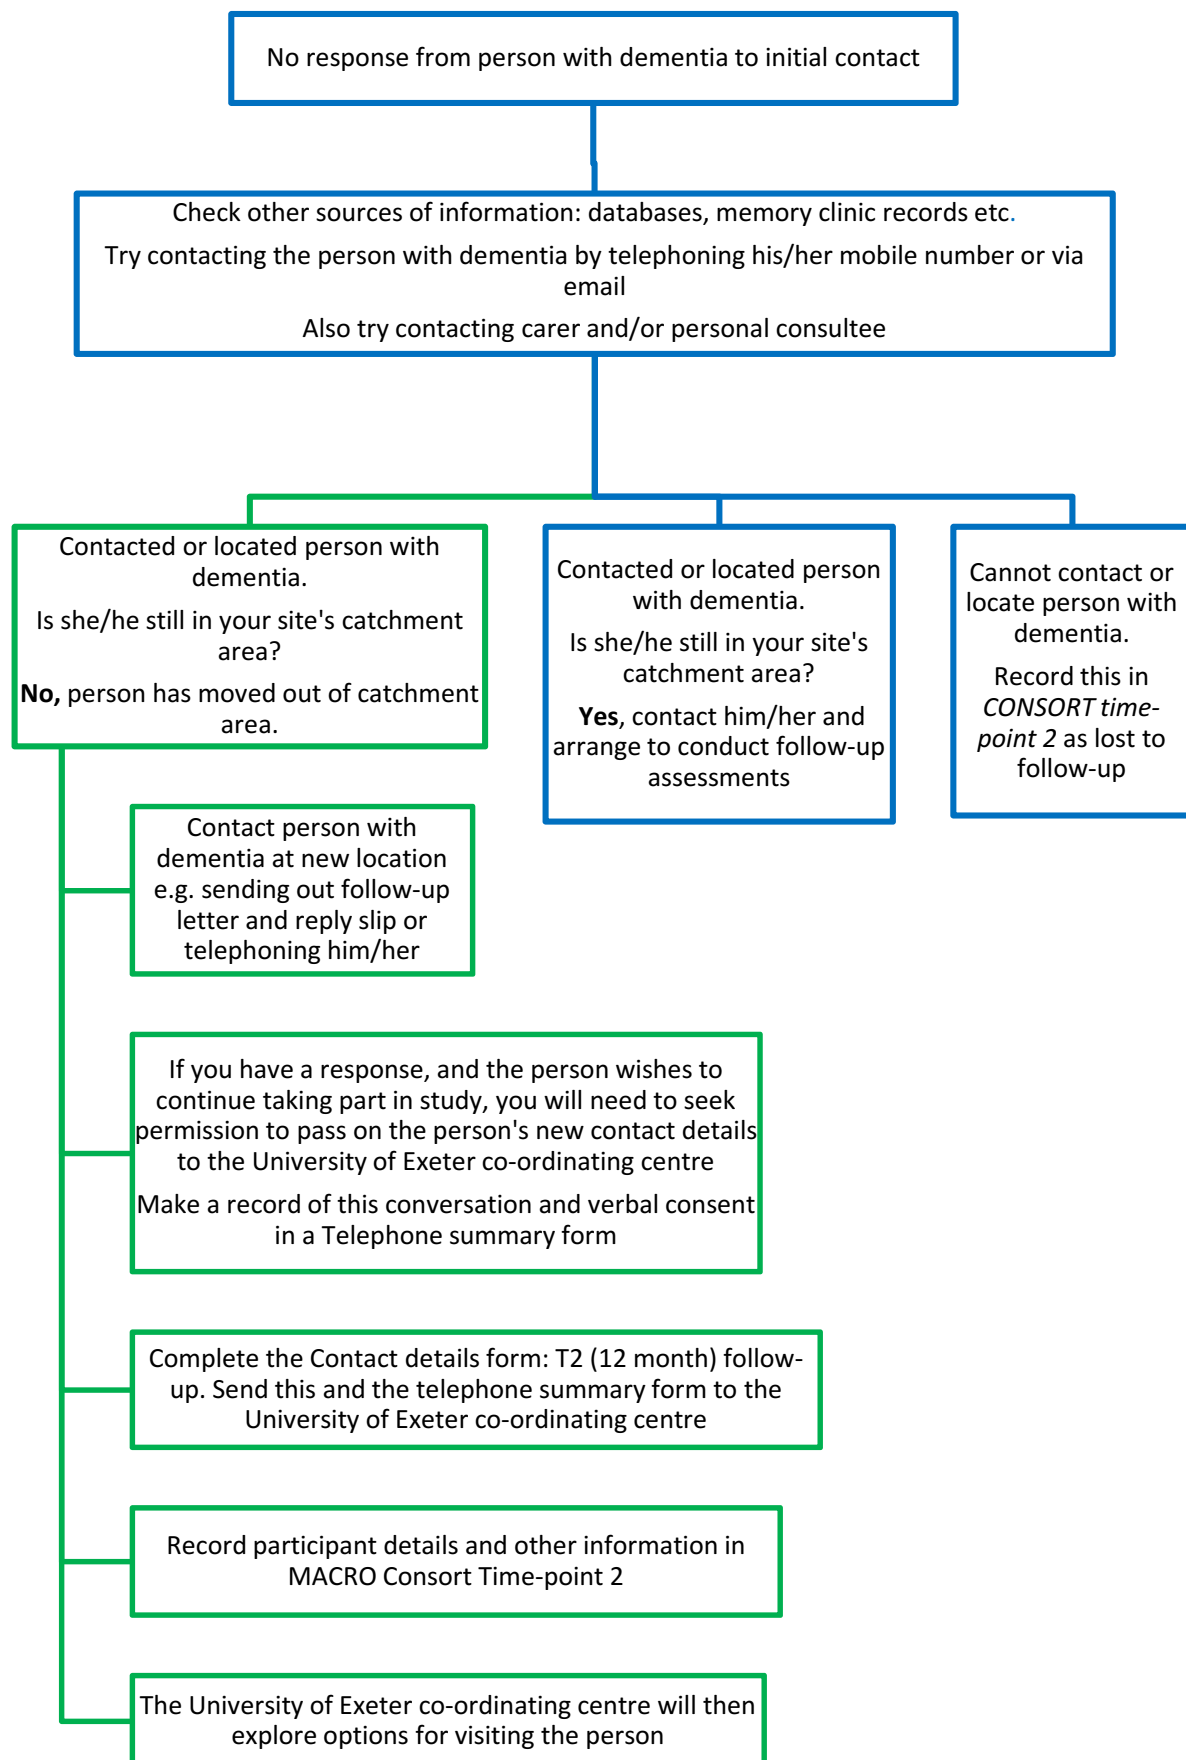 No response from person with dementia to initial contact
Check other sources of information: databases, memory clinic records etc.
Try contacting the person with dementia by telephoning his/her mobile number or via
email
Also try contacting carer and/or personal consultee
Contacted or located person with
dementia.
Is she/he still in your site's catchment
area?
No, person has moved out of catchment
area.
Contacted or located person
with dementia.
Is she/he still in your site's
catchment area?
Yes, contact him/her and
arrange to conduct follow-up
assessments
Cannot contact or
locate person with
dementia.
Record this in
CONSORT time-
point 2 as lost to
follow-up
Contact person with
dementia at new location
e.g. sending out follow-up
letter and reply slip or
telephoning him/her
If you have a response, and the person wishes to
continue taking part in study, you will need to seek
permission to pass on the person's new contact details
to the University of Exeter co-ordinating centre
Make a record of this conversation and verbal consent
in a Telephone summary form
Complete the Contact details form: T2 (12 month) follow-
up. Send this and the telephone summary form to the
University of Exeter co-ordinating centre
Record participant details and other information in
MACRO Consort Time-point 2
The University of Exeter co-ordinating centre will then
explore options for visiting the person